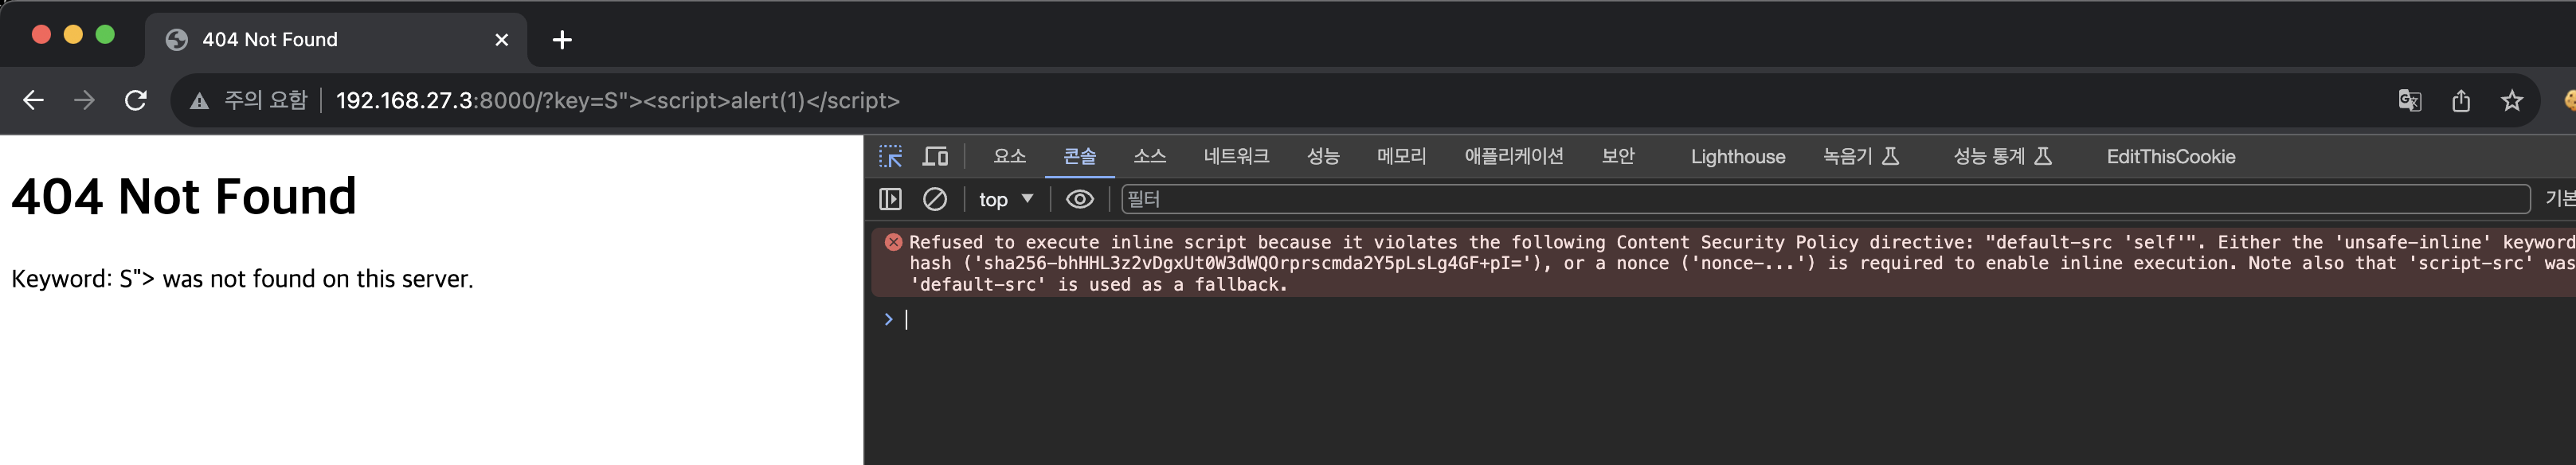 404 Not Found
주의 요함 192.168.27.3:8000/?key=S"><script>alert(1)</script>
404 Not Found
Keyword: S"> was not found on this server.
요소 콘솔 소스 네트워크 성능 메모리 애플리케이션 보안 Lighthouse 녹음기 성능 통계 EditThisCookie
top 필터 기본
Refused to execute inline script because it violates the following Content Security Policy directive: "default-src 'self'". Either the 'unsafe-inline' keyword
hash ('sha256-bhHHL3z2vDgxUt0W3dWQOrprscmda2Y5pLsLg4GF+pI='), or a nonce ('nonce-...') is required to enable inline execution. Note also that 'script-src' was
'default-src' is used as a fallback.